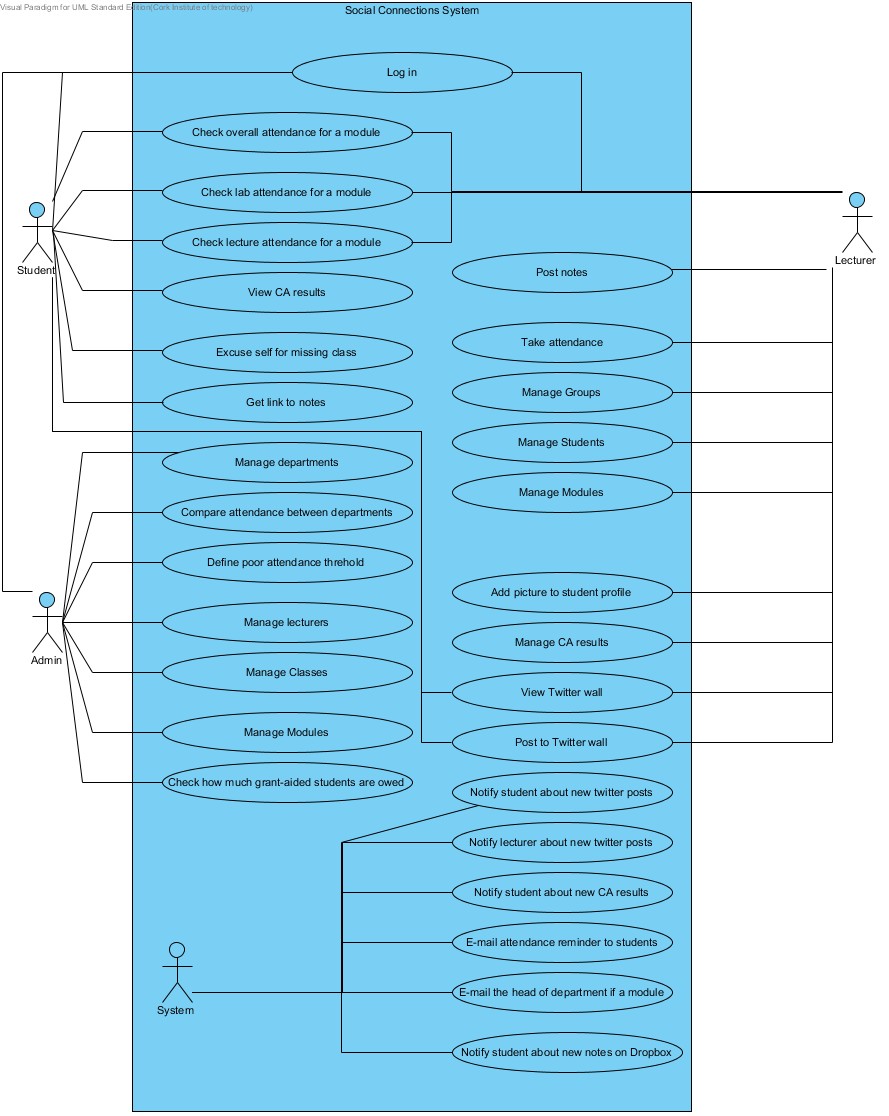 Visual Paradigm for UML Standard Edition(Cork Institute of technology)
Social Connections System
Log in
Check overall attendance for a module
Check lab attendance for a module
Check lecture attendance for a module
Student
Lecturer
View CA results
Post notes
Excuse self for missing class
Take attendance
Get link to notes
Manage Groups
Manage departments
Manage Students
Compare attendance between departments
Manage Modules
Define poor attendance threhold
Add picture to student profile
Manage lecturers
Manage CA results
Admin
Manage Classes
View Twitter wall
Manage Modules
Post to Twitter wall
Check how much grant-aided students are owed
Notify student about new twitter posts
Notify lecturer about new twitter posts
Notify student about new CA results
E-mail attendance reminder to students
E-mail the head of department if a module
System
Notify student about new notes on Dropbox